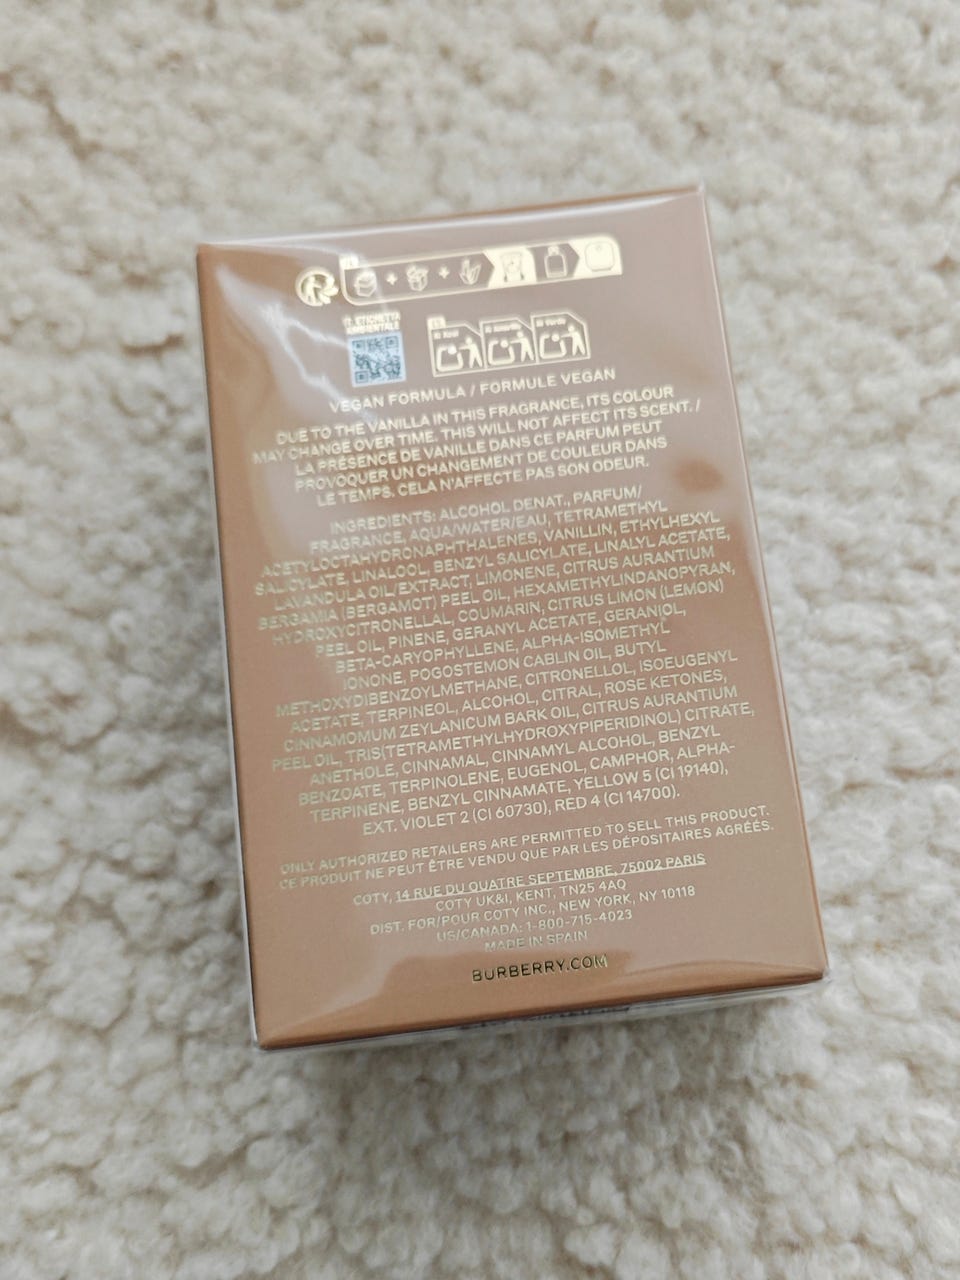 FR
IT. ETICHETTA
AMBIENTALE
ES
El Azul
El Amarillo
El Verde
VEGAN FORMULA / FORMULE VEGAN
DUE TO THE VANILLA IN THIS FRAGRANCE, ITS COLOUR
MAY CHANGE OVER TIME. THIS WILL NOT AFFECT ITS SCENT. /
LA PRÉSENCE DE VANILLE DANS CE PARFUM PEUT
PROVOQUER UN CHANGEMENT DE COULEUR DANS
LE TEMPS. CELA N'AFFECTE PAS SON ODEUR.
INGREDIENTS: ALCOHOL DENAT., PARFUM/
FRAGRANCE, AQUA/WATER/EAU, TETRAMETHYL
ACETYLOCTAHYDRONAPHTHALENES, VANILLIN, ETHYLHEXYL
SALICYLATE, LINALOOL, BENZYL SALICYLATE, LINALYL ACETATE,
LAVANDULA OIL/EXTRACT, LIMONENE, CITRUS AURANTIUM
BERGAMIA (BERGAMOT) PEEL OIL, HEXAMETHYLINDANOPYRAN,
HYDROXYCITRONELLAL, COUMARIN, CITRUS LIMON (LEMON)
PEEL OIL, PINENE, GERANYL ACETATE, GERANIOL,
BETA-CARYOPHYLLENE, ALPHA-ISOMETHYL
IONONE, POGOSTEMON CABLIN OIL, BUTYL
METHOXYDIBENZOYLMETHANE, CITRONELLOL, ISOEUGENYL
ACETATE, TERPINEOL, ALCOHOL, CITRAL, ROSE KETONES,
CINNAMOMUM ZEYLANICUM BARK OIL, CITRUS AURANTIUM
PEEL OIL, TRIS(TETRAMETHYLHYDROXYPIPERIDINOL) CITRATE,
ANETHOLE, CINNAMAL, CINNAMYL ALCOHOL, BENZYL
BENZOATE, TERPINOLENE, EUGENOL, CAMPHOR, ALPHA-
TERPINENE, BENZYL CINNAMATE, YELLOW 5 (CI 19140),
EXT. VIOLET 2 (CI 60730), RED 4 (CI 14700).
ONLY AUTHORIZED RETAILERS ARE PERMITTED TO SELL THIS PRODUCT.
CE PRODUIT NE PEUT ÊTRE VENDU QUE PAR LES DÉPOSITAIRES AGRÉÉS.
COTY, 14 RUE DU QUATRE SEPTEMBRE, 75002 PARIS
COTY UK&I, KENT, TN25 4AQ
DIST. FOR/POUR COTY INC., NEW YORK, NY 10118
US/CANADA: 1-800-715-4023
MADE IN SPAIN
BURBERRY.COM